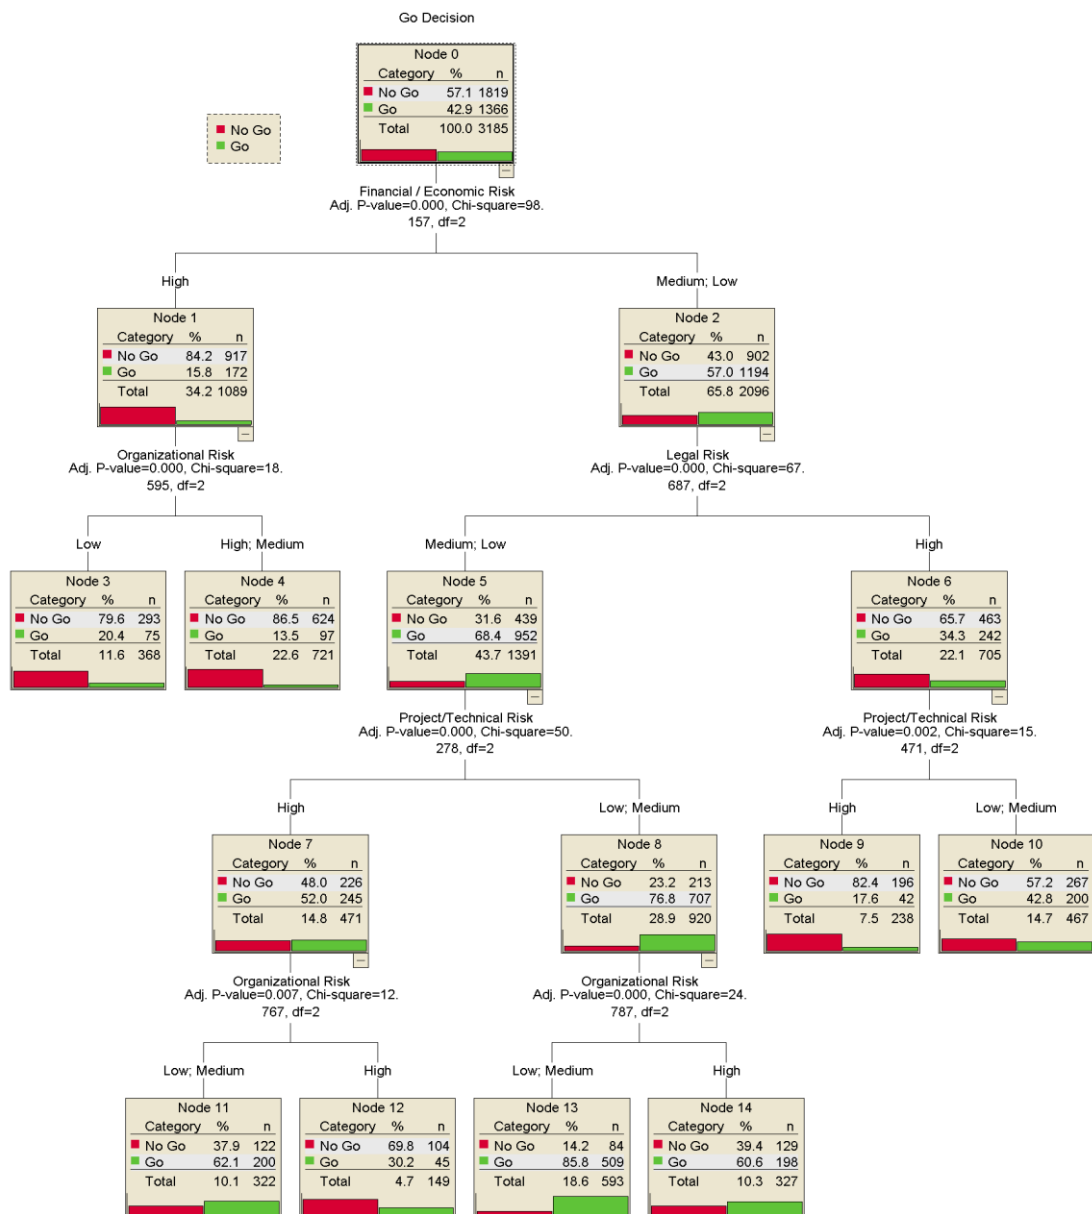 Go Decision
Node 0
Category % n
No Go 57.1 1819
Go 42.9 1366
Total 100.0 3185
No Go
Go
Financial / Economic Risk
Adj. P-value=0.000, Chi-square=98.
157, df=2
High
Medium; Low
Node 1
Category % n
No Go 84.2 917
Go 15.8 172
Total 34.2 1089
Node 2
Category % n
No Go 43.0 902
Go 57.0 1194
Total 65.8 2096
Organizational Risk
Adj. P-value=0.000, Chi-square=18.
595, df=2
Legal Risk
Adj. P-value=0.000, Chi-square=67.
687, df=2
Low
High; Medium
Medium; Low
High
Node 3
Category % n
No Go 79.6 293
Go 20.4 75
Total 11.6 368
Node 4
Category % n
No Go 86.5 624
Go 13.5 97
Total 22.6 721
Node 5
Category % n
No Go 31.6 439
Go 68.4 952
Total 43.7 1391
Node 6
Category % n
No Go 65.7 463
Go 34.3 242
Total 22.1 705
Project/Technical Risk
Adj. P-value=0.000, Chi-square=50.
278, df=2
Project/Technical Risk
Adj. P-value=0.002, Chi-square=15.
471, df=2
High
Low; Medium
High
Low; Medium
Node 7
Category % n
No Go 48.0 226
Go 52.0 245
Total 14.8 471
Node 8
Category % n
No Go 23.2 213
Go 76.8 707
Total 28.9 920
Node 9
Category % n
No Go 82.4 196
Go 17.6 42
Total 7.5 238
Node 10
Category % n
No Go 57.2 267
Go 42.8 200
Total 14.7 467
Organizational Risk
Adj. P-value=0.007, Chi-square=12.
767, df=2
Organizational Risk
Adj. P-value=0.000, Chi-square=24.
787, df=2
Low; Medium
High
Low; Medium
High
Node 11
Category % n
No Go 37.9 122
Go 62.1 200
Total 10.1 322
Node 12
Category % n
No Go 69.8 104
Go 30.2 45
Total 4.7 149
Node 13
Category % n
No Go 14.2 84
Go 85.8 509
Total 18.6 593
Node 14
Category % n
No Go 39.4 129
Go 60.6 198
Total 10.3 327